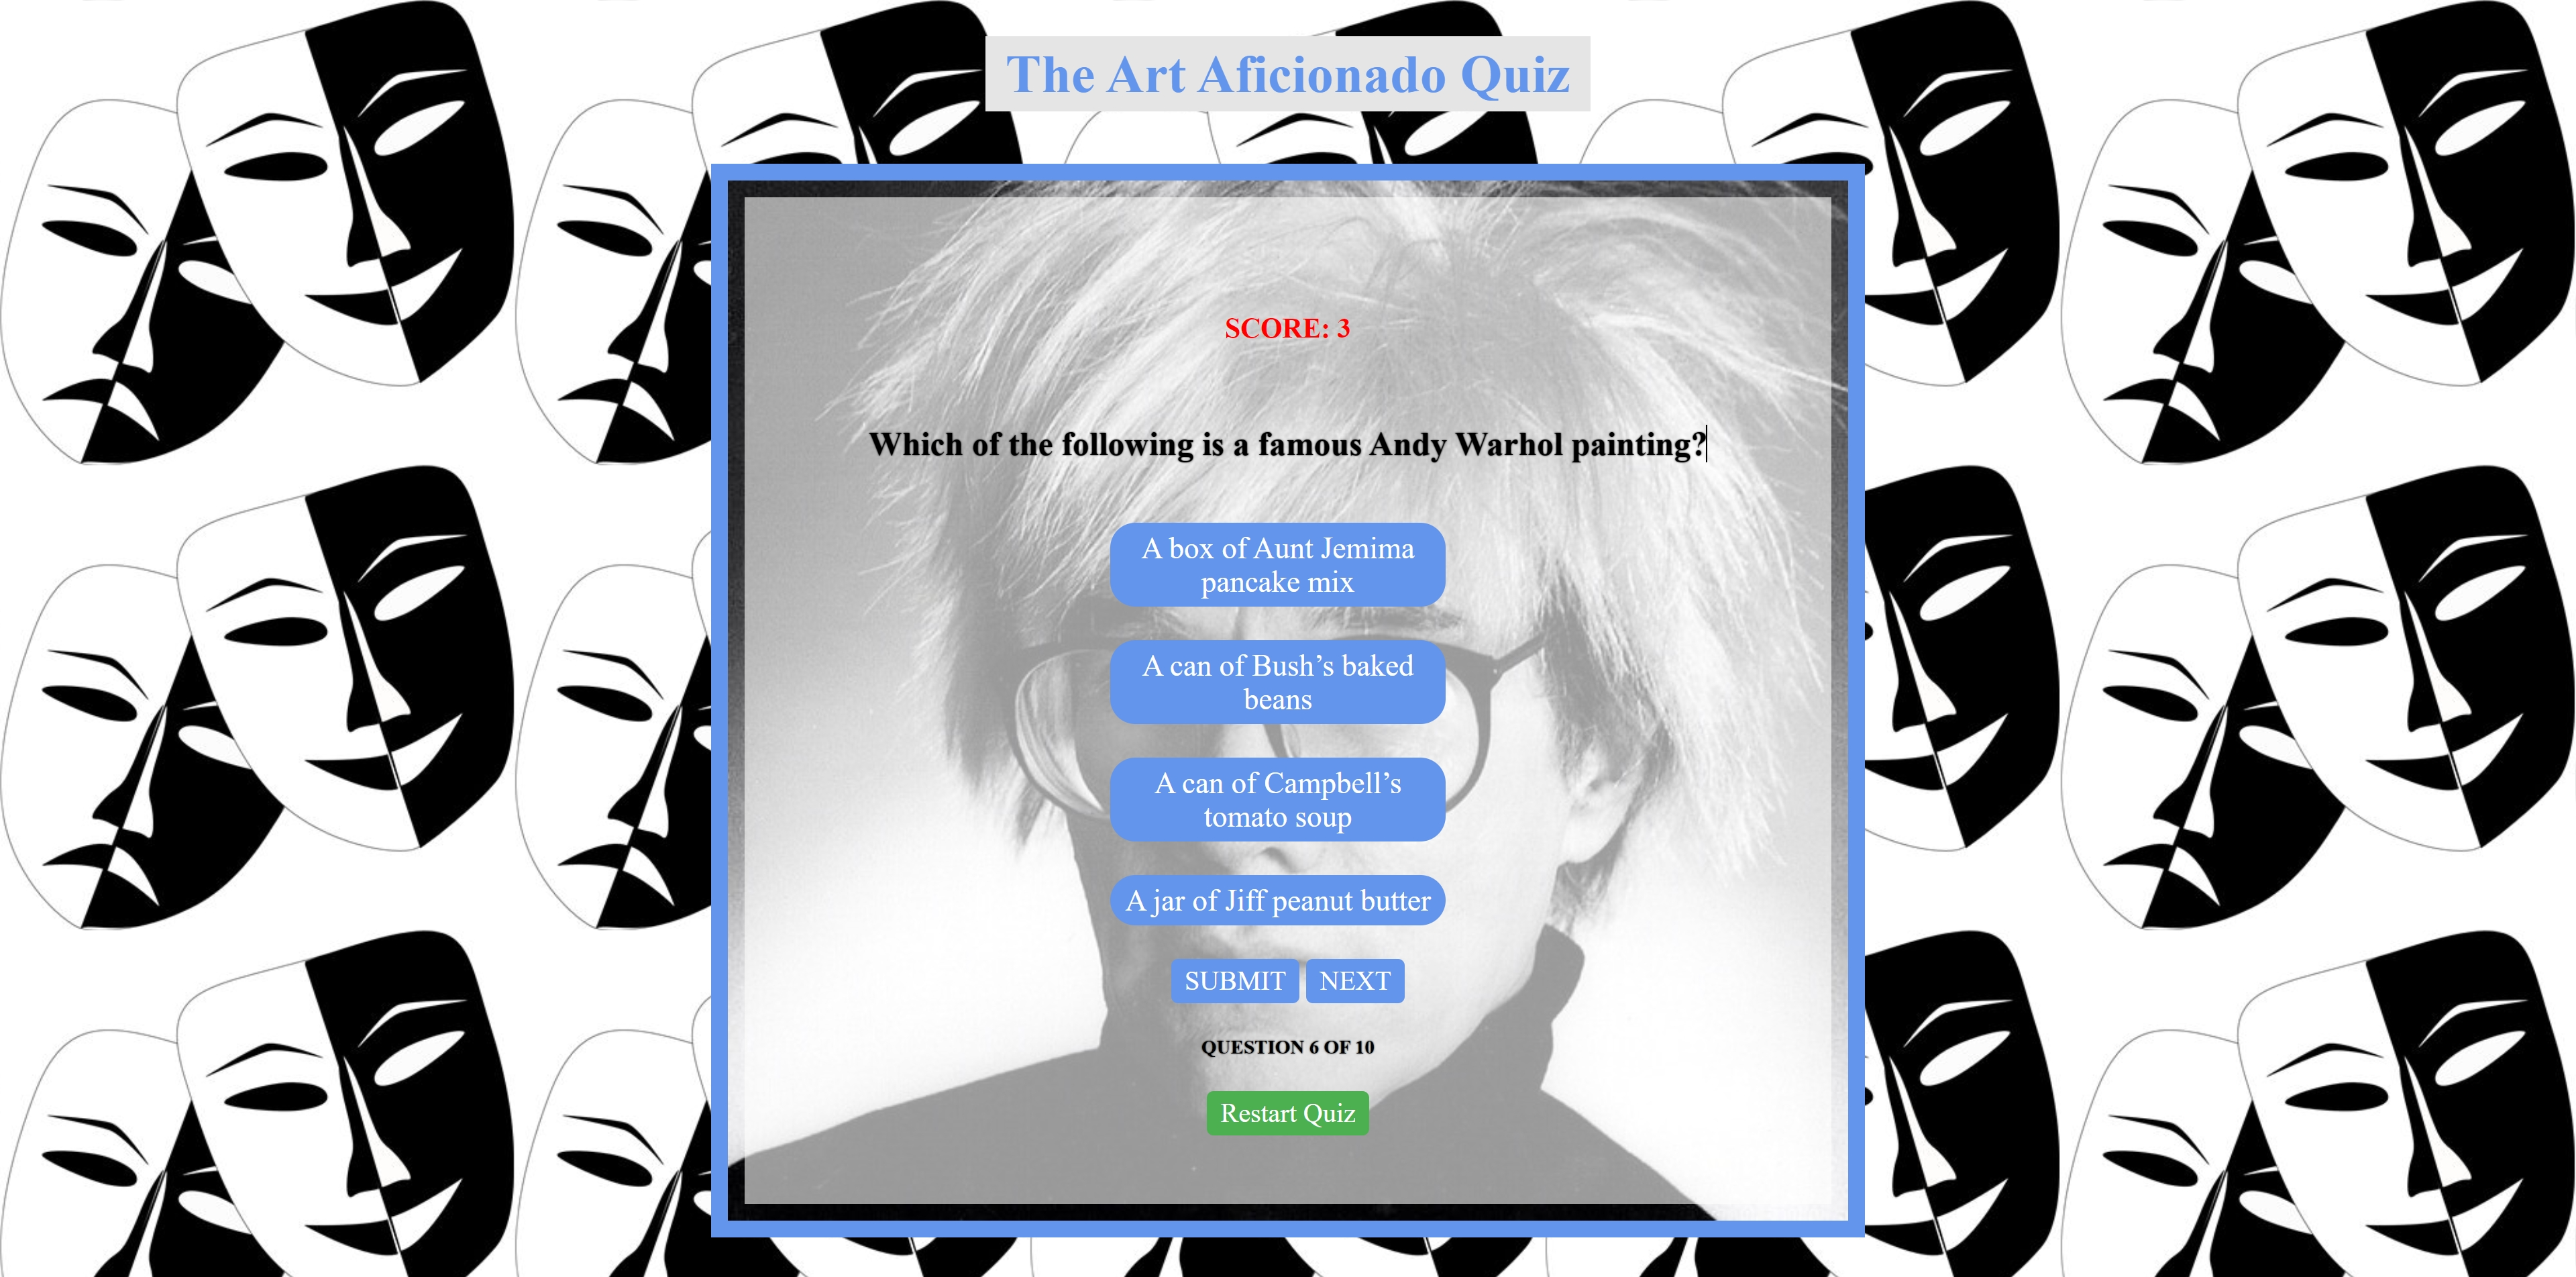 The Art Aficionado Quiz
SCORE: 3
Which of the following is a famous Andy Warhol painting?
A box of Aunt Jemima
pancake mix
A can of Bush’s baked
beans
A can of Campbell’s
tomato soup
A jar of Jiff peanut butter
SUBMIT NEXT
QUESTION 6 OF 10
Restart Quiz